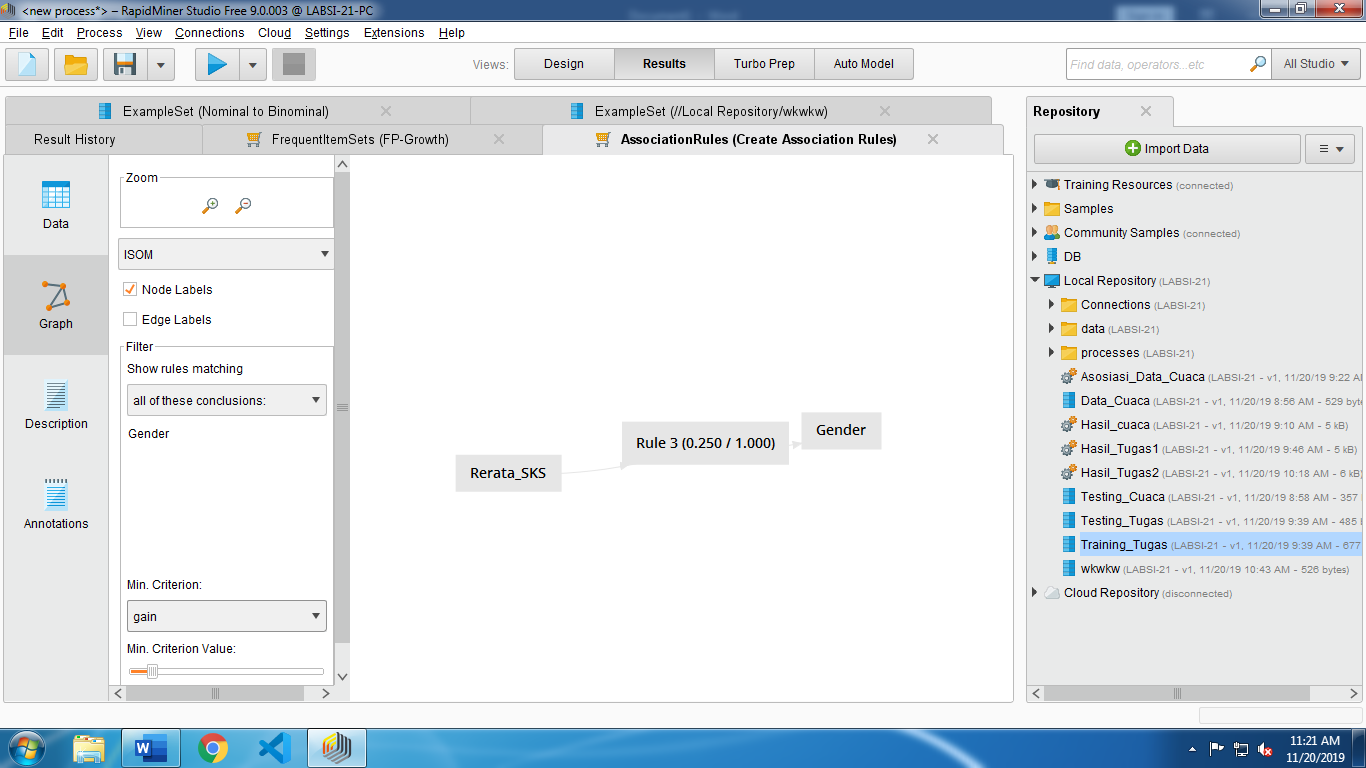 <new process*> – RapidMiner Studio Free 9.0.003 @ LABSI-21-PC
File Edit Process View Connections Cloud Settings Extensions Help
Views: Design Results Turbo Prep Auto Model
Find data, operators...etc
All Studio
ExampleSet (Nominal to Binominal)
ExampleSet (//Local Repository/wkwkw)
Result History
FrequentItemSets (FP-Growth)
AssociationRules (Create Association Rules)
Data
Graph
Description
Annotations
Zoom
ISOM
Node Labels
Edge Labels
Filter
Show rules matching
all of these conclusions:
Gender
Min. Criterion:
gain
Min. Criterion Value:
Rerata_SKS
Rule 3 (0.250 / 1.000)
Gender
Repository
Import Data
Training Resources (connected)
Samples
Community Samples (connected)
DB
Local Repository (LABSI-21)
Connections (LABSI-21)
data (LABSI-21)
processes (LABSI-21)
Asosiasi_Data_Cuaca (LABSI-21 - v1, 11/20/19 9:22 AM
Data_Cuaca (LABSI-21 - v1, 11/20/19 8:56 AM - 529 byte
Hasil_cuaca (LABSI-21 - v1, 11/20/19 9:10 AM - 5 kB)
Hasil_Tugas1 (LABSI-21 - v1, 11/20/19 9:46 AM - 5 kB)
Hasil_Tugas2 (LABSI-21 - v1, 11/20/19 10:18 AM - 6 kB)
Testing_Cuaca (LABSI-21 - v1, 11/20/19 8:58 AM - 357
Testing_Tugas (LABSI-21 - v1, 11/20/19 9:39 AM - 485 b
Training_Tugas (LABSI-21 - v1, 11/20/19 9:39 AM - 677
wkwkw (LABSI-21 - v1, 11/20/19 10:43 AM - 526 bytes)
Cloud Repository (disconnected)
11:21 AM
11/20/2019